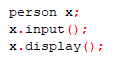 person x;
x.input();
x.display();